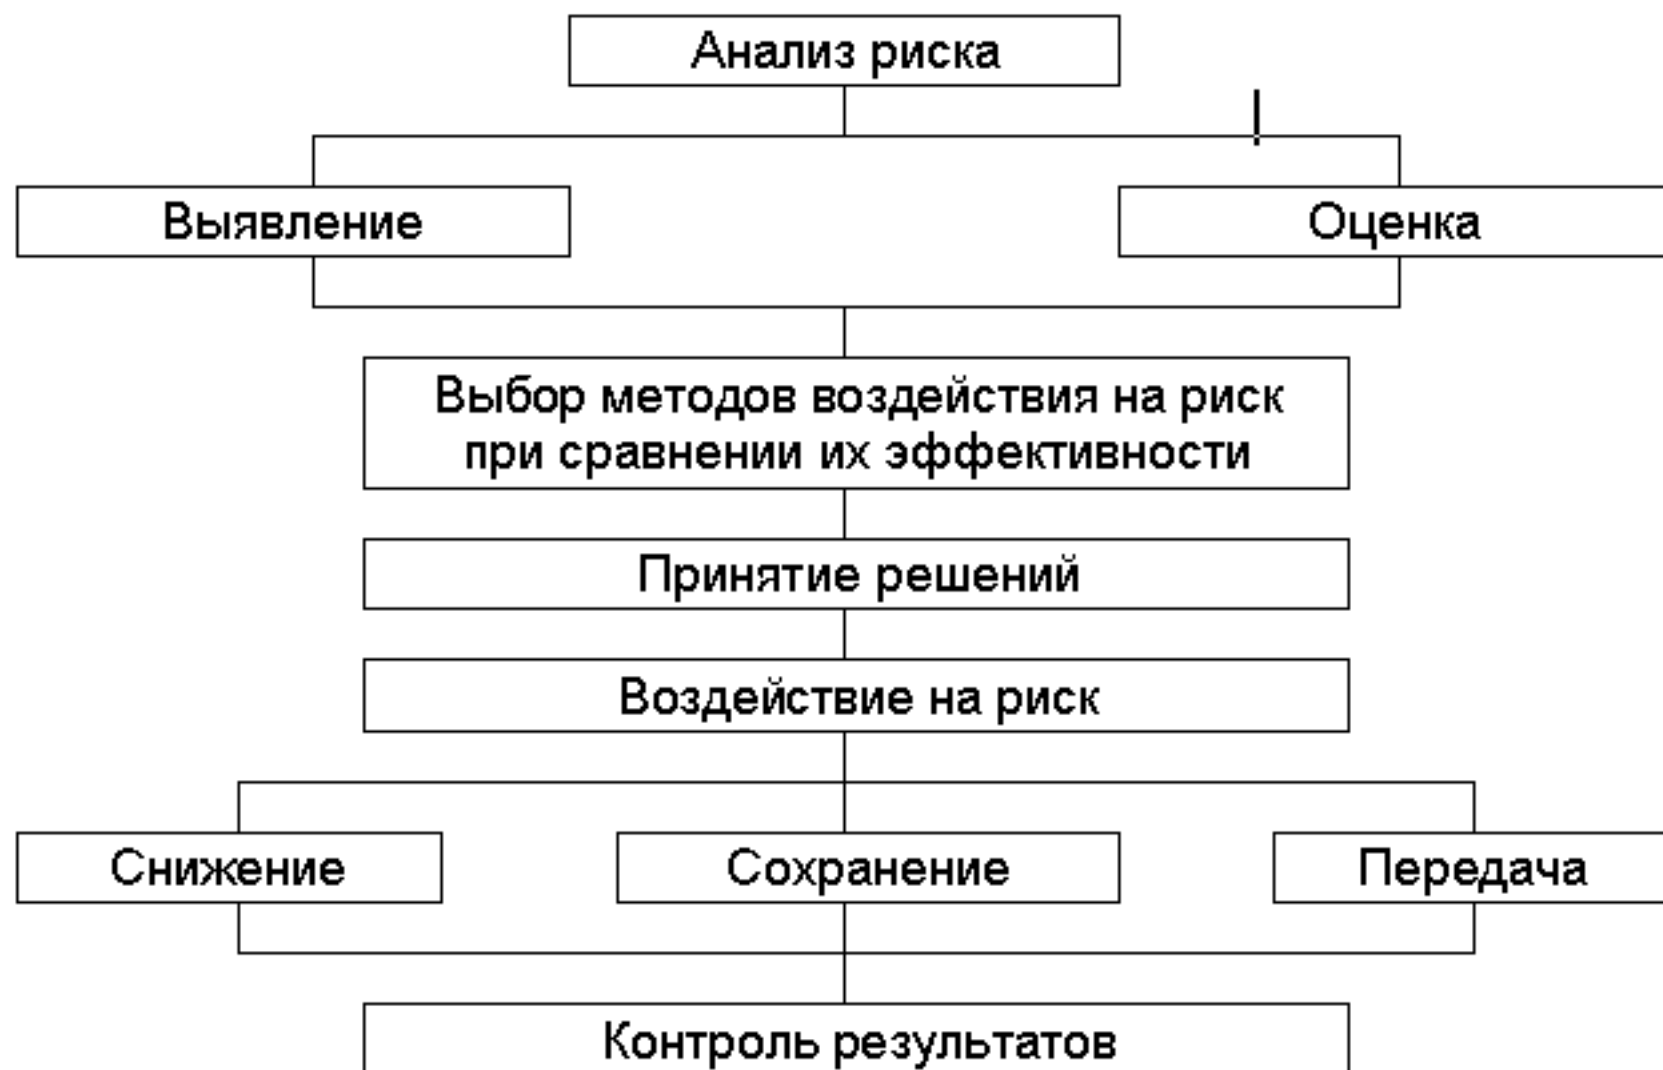 Анализ риска
Выявление
Оценка
Выбор методов воздействия на риск
при сравнении их эффективности
Принятие решений
Воздействие на риск
Снижение
Сохранение
Передача
Контроль результатов